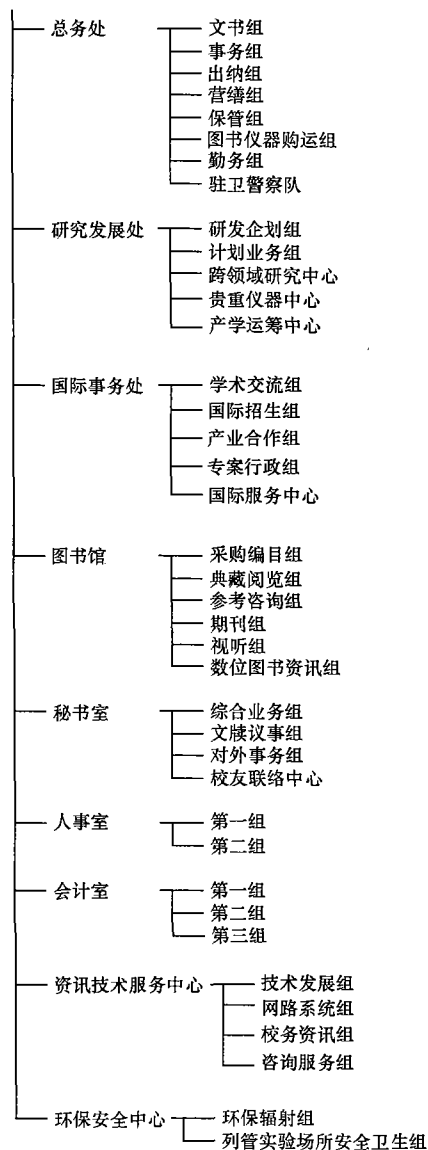 总务处 文书组
事务组
出纳组
营缮组
保管组
图书仪器购运组
勤务组
驻卫警察队
研究发展处 研发企划组
计划业务组
跨领域研究中心
贵重仪器中心
产学运筹中心
国际事务处 学术交流组
国际招生组
产业合作组
专案行政组
国际服务中心
图书馆 采购编目组
典藏阅览组
参考咨询组
期刊组
视听组
数位图书资讯组
秘书室 综合业务组
文牍议事组
对外事务组
校友联络中心
人事室 第一组
第二组
会计室 第一组
第二组
第三组
资讯技术服务中心 技术发展组
网路系统组
校务资讯组
咨询服务组
环保安全中心 环保辐射组
列管实验场所安全卫生组